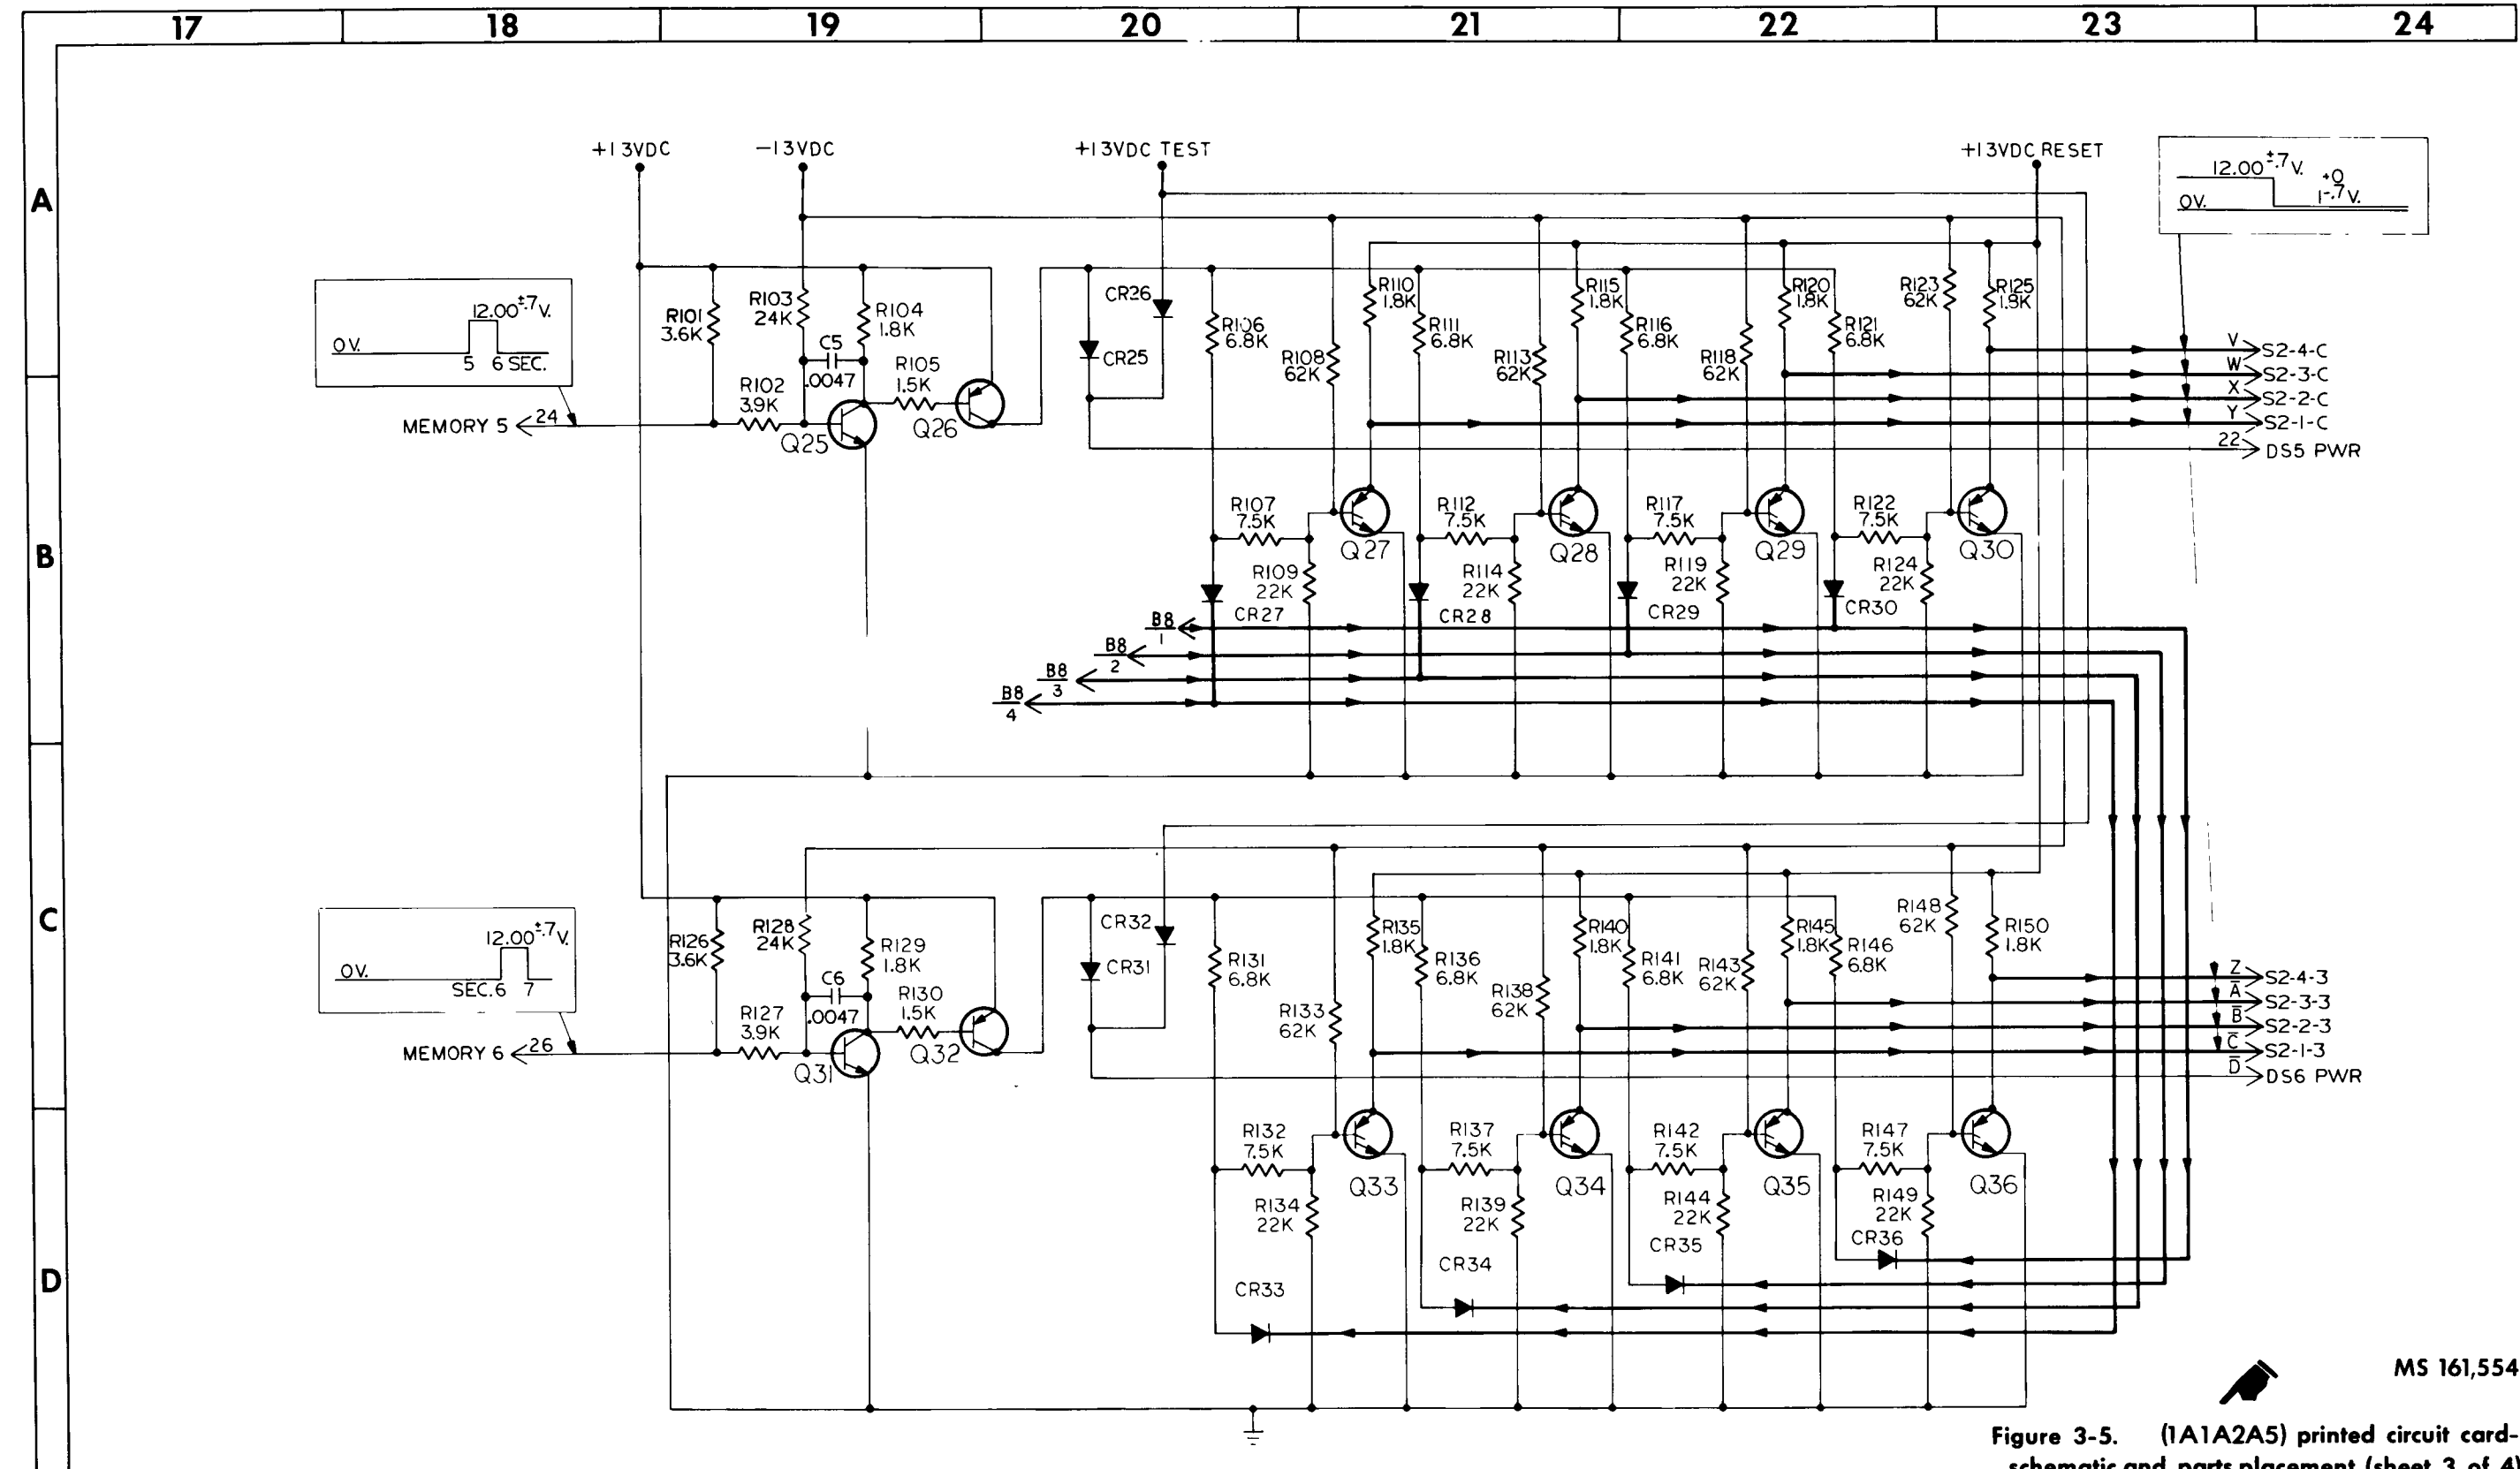 17 18 19 20 21 22 23 24
A
B
C
D
+13VDC
-13VDC
+13VDC TEST
+13VDC RESET
12.00±.7V.
0V.
+0
1-.7V.
12.00±.7V.
0V.
5 6 SEC.
MEMORY 5
24
R101
3.6K
R102
3.9K
R103
24K
C5
.0047
R104
1.8K
R105
1.5K
Q25
Q26
CR26
CR25
R106
6.8K
R108
62K
R110
1.8K
R111
6.8K
R113
62K
R115
1.8K
R116
6.8K
R118
62K
R120
1.8K
R121
6.8K
R123
62K
R125
1.8K
V
S2-4-C
W
S2-3-C
X
S2-2-C
Y
S2-1-C
22
DS5 PWR
R107
7.5K
Q27
R112
7.5K
Q28
R117
7.5K
Q29
R122
7.5K
Q30
R109
22K
R114
22K
R119
22K
R124
22K
CR27
CR28
CR29
CR30
B8
1
B8
2
B8
3
B8
4
12.00±.7V.
0V.
SEC. 6 7
MEMORY 6
26
R126
3.6K
R127
3.9K
R128
24K
C6
.0047
R129
1.8K
R130
1.5K
Q31
Q32
CR32
CR31
R131
6.8K
R133
62K
R135
1.8K
R136
6.8K
R138
62K
R140
1.8K
R141
6.8K
R143
62K
R145
1.8K
R146
6.8K
R148
62K
R150
1.8K
Z
S2-4-3
A̅
S2-3-3
B̅
S2-2-3
C̅
S2-1-3
D̅
DS6 PWR
R132
7.5K
Q33
R137
7.5K
Q34
R142
7.5K
Q35
R147
7.5K
Q36
R134
22K
R139
22K
R144
22K
R149
22K
CR33
CR34
CR35
CR36
MS 161,554
Figure 3-5. (1A1A2A5) printed circuit card-
schematic and parts placement (sheet 3 of 4)